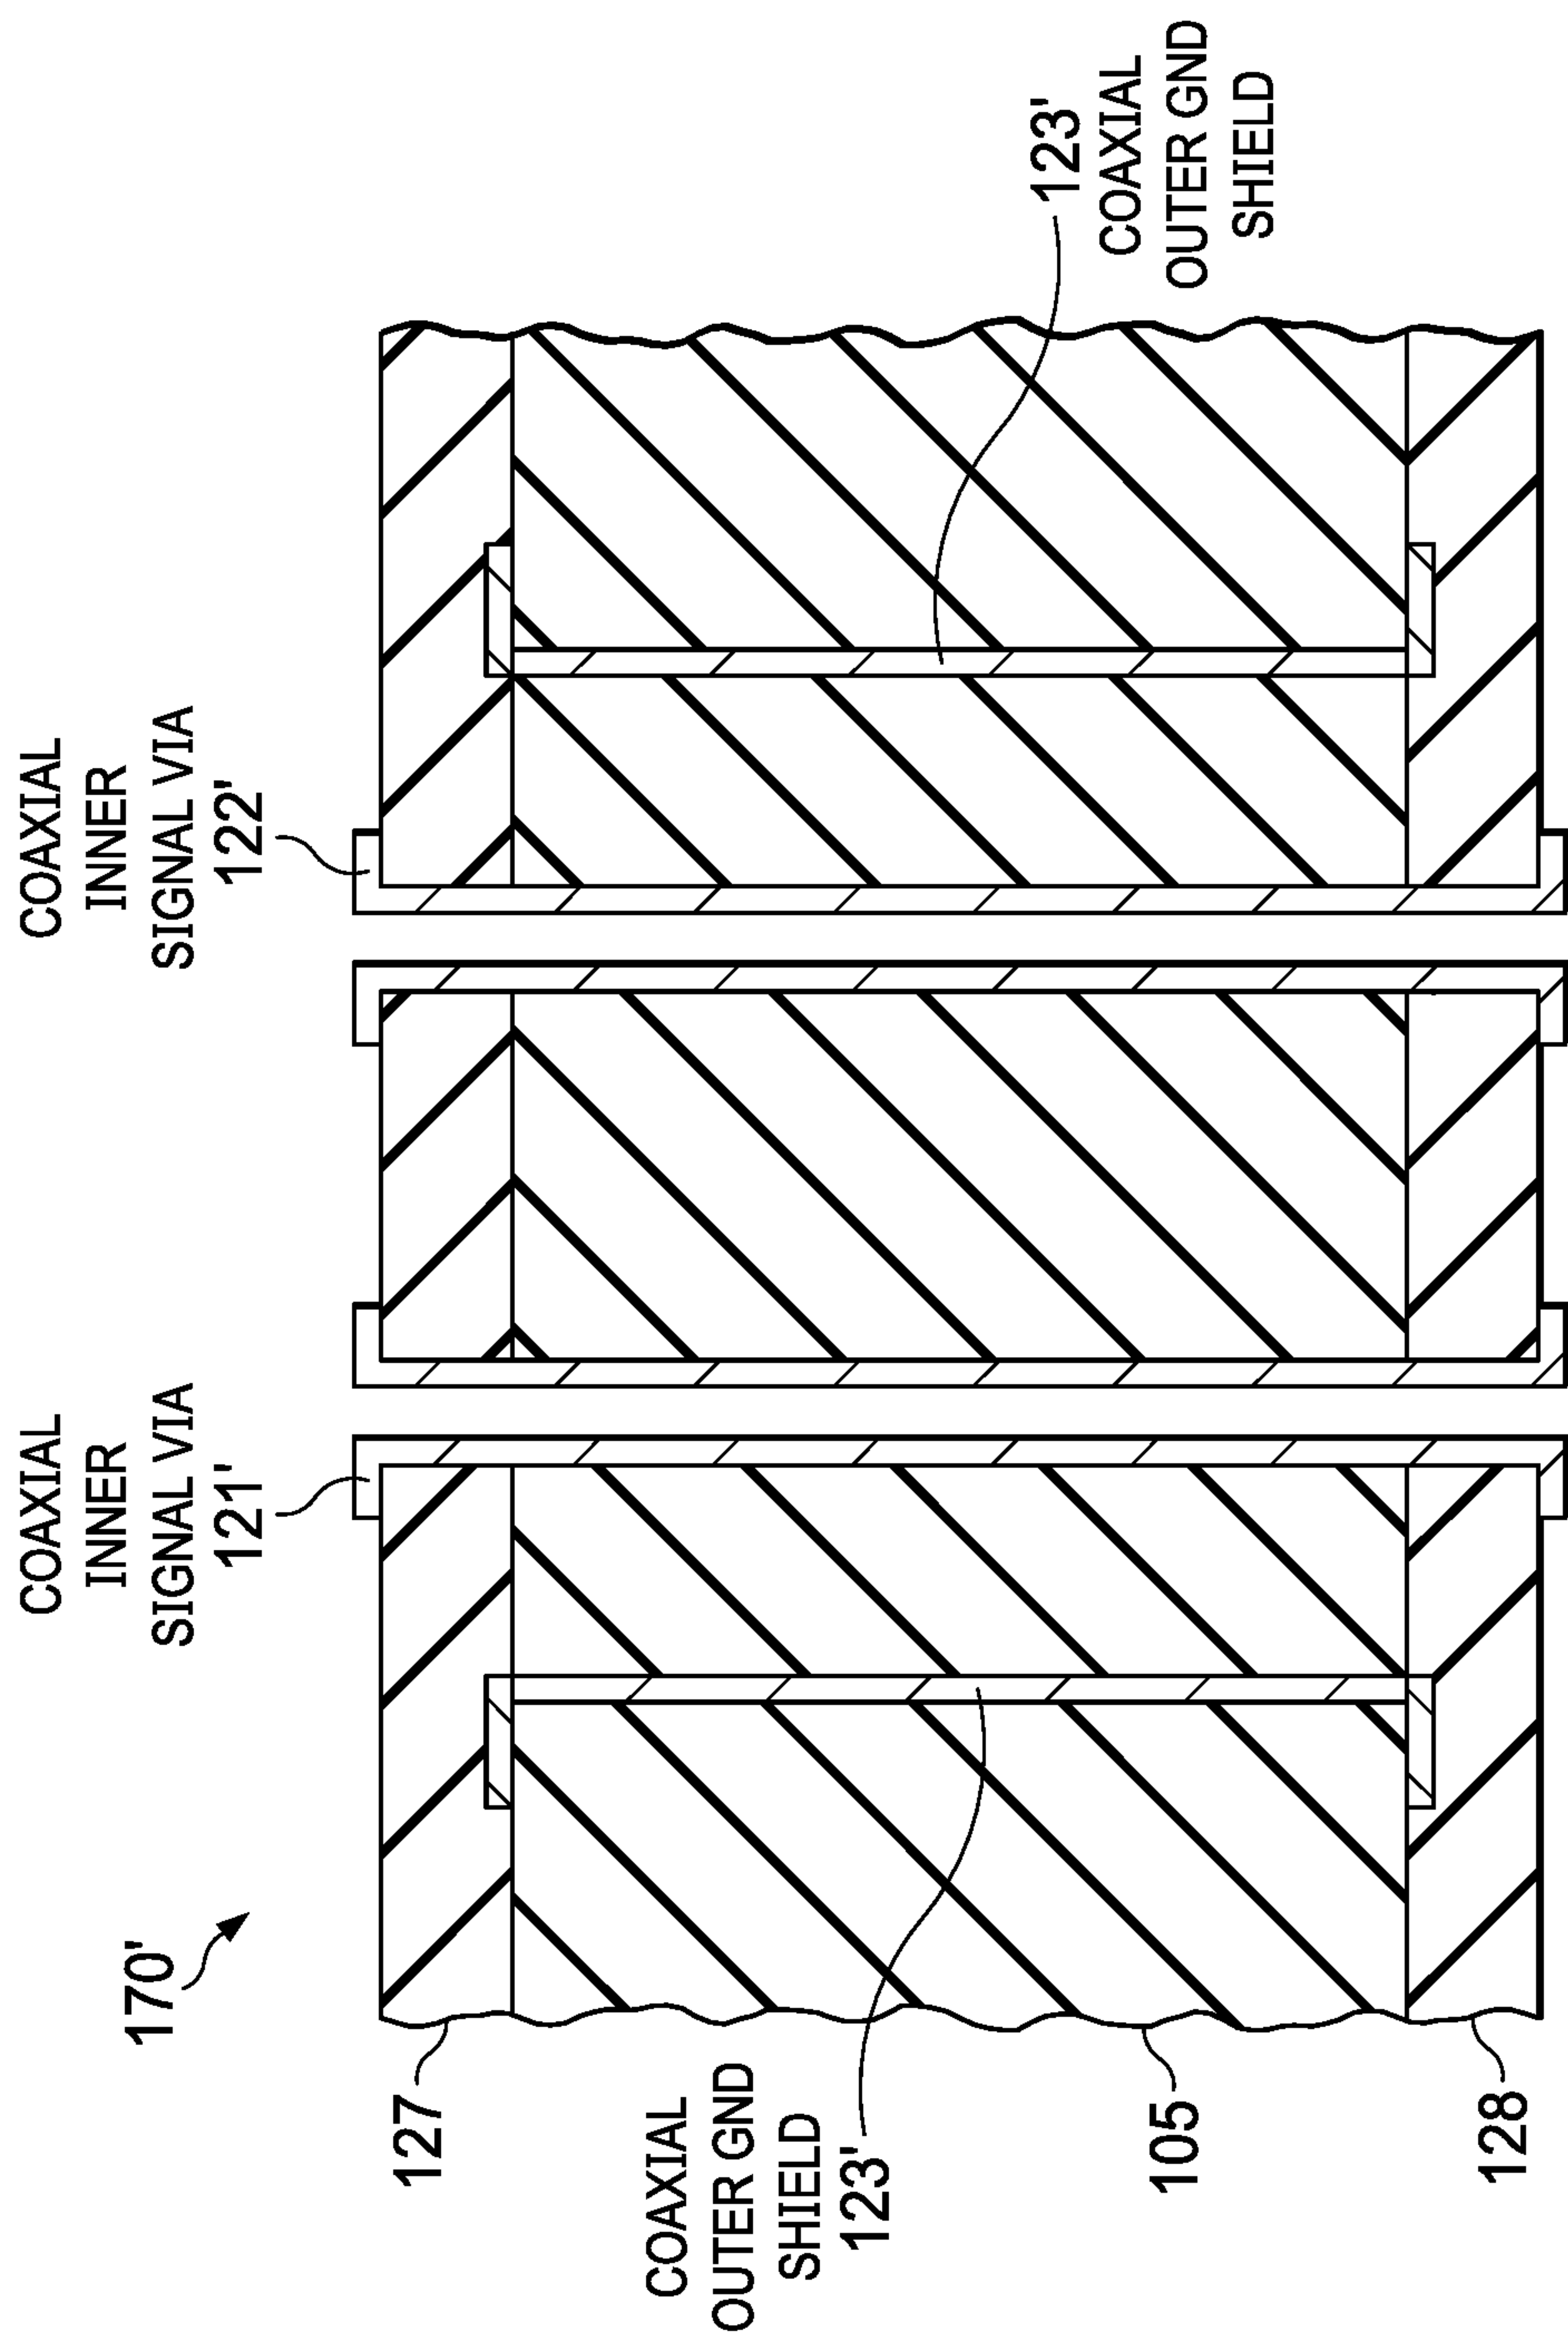 170'
COAXIAL
INNER
SIGNAL VIA
121'
COAXIAL
INNER
SIGNAL VIA
122'
127
COAXIAL
OUTER GND
SHIELD
123'
105
128
123'
COAXIAL
OUTER GND
SHIELD